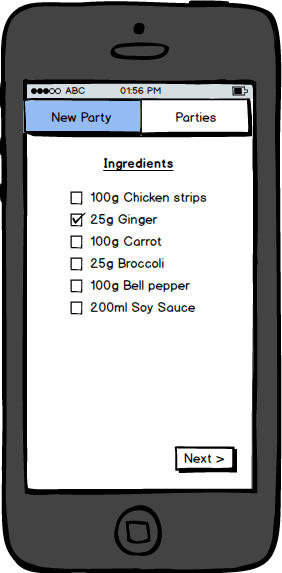 ABC 01:56 PM
New Party Parties
Ingredients
100g Chicken strips
25g Ginger
100g Carrot
25g Broccoli
100g Bell pepper
200ml Soy Sauce
Next >